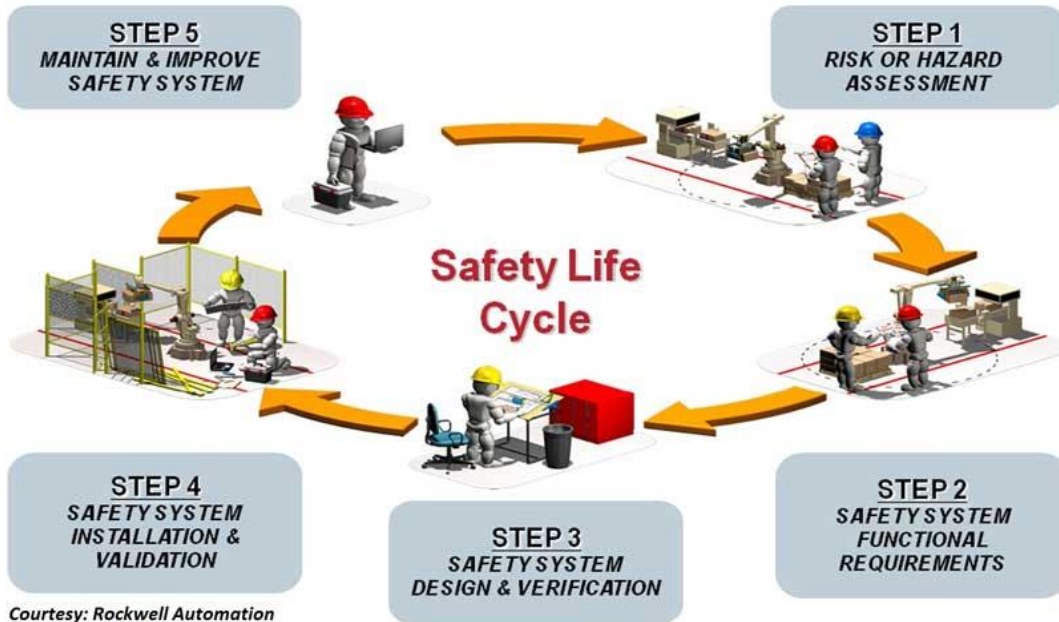 STEP 5
MAINTAIN & IMPROVE
SAFETY SYSTEM
STEP 1
RISK OR HAZARD
ASSESSMENT
Safety Life
Cycle
STEP 4
SAFETY SYSTEM
INSTALLATION &
VALIDATION
STEP 3
SAFETY SYSTEM
DESIGN & VERIFICATION
STEP 2
SAFETY SYSTEM
FUNCTIONAL
REQUIREMENTS
Courtesy: Rockwell Automation